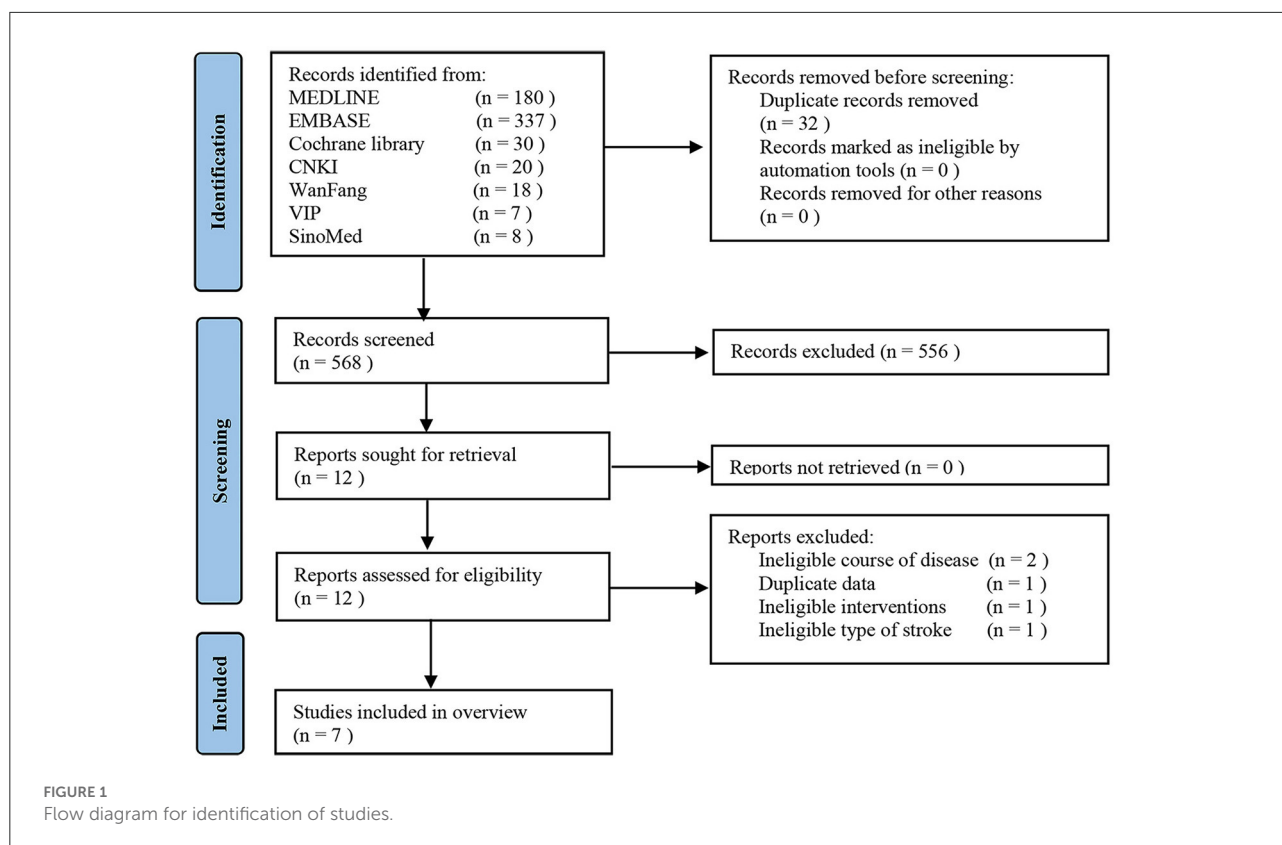 Identification
Records identified from:
MEDLINE (n = 180 )
EMBASE (n = 337 )
Cochrane library (n = 30 )
CNKI (n = 20 )
WanFang (n = 18 )
VIP (n = 7 )
SinoMed (n = 8 )
Records removed before screening:
Duplicate records removed
(n = 32 )
Records marked as ineligible by
automation tools (n = 0 )
Records removed for other reasons
(n = 0 )
Screening
Records screened
(n = 568 )
Records excluded (n = 556 )
Reports sought for retrieval
(n = 12 )
Reports not retrieved (n = 0 )
Reports assessed for eligibility
(n = 12 )
Reports excluded:
Ineligible course of disease (n = 2 )
Duplicate data (n = 1 )
Ineligible interventions (n = 1 )
Ineligible type of stroke (n = 1 )
Included
Studies included in overview
(n = 7 )
FIGURE 1
Flow diagram for identification of studies.